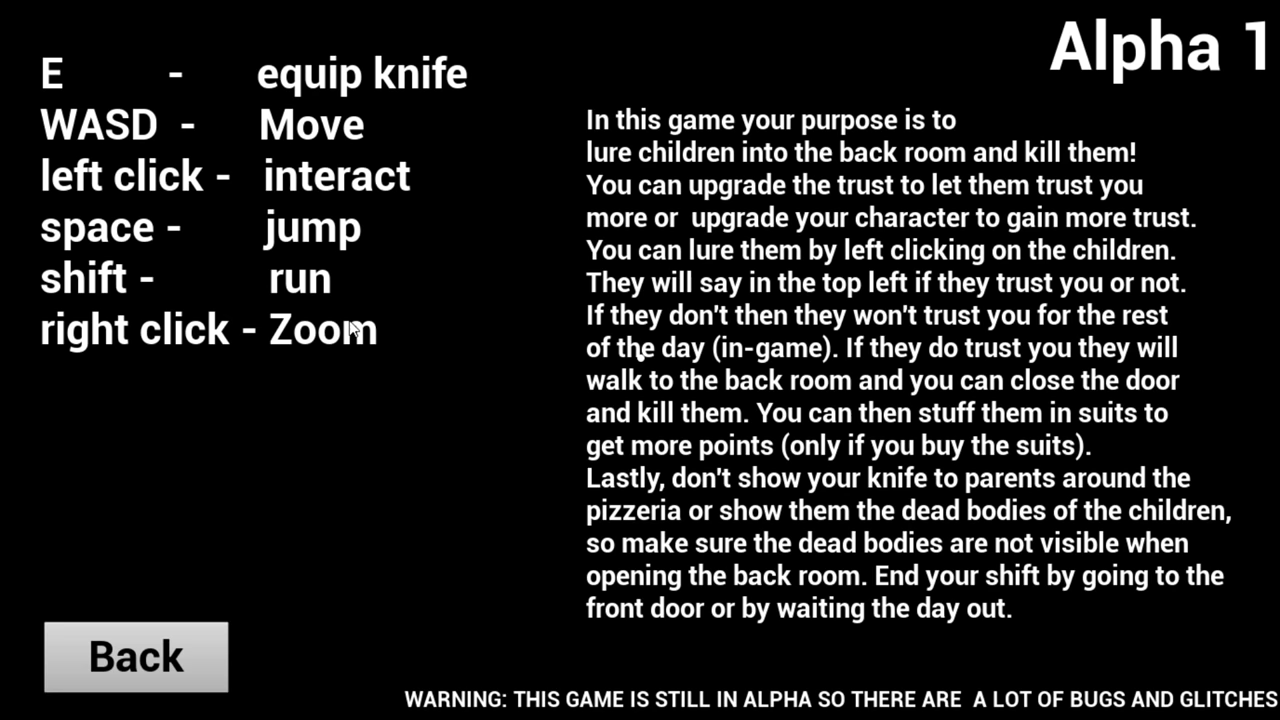 Alpha 1
E - equip knife
WASD - Move
left click - interact
space - jump
shift - run
right click - Zoom
In this game your purpose is to
lure children into the back room and kill them!
You can upgrade the trust to let them trust you
more or upgrade your character to gain more trust.
You can lure them by left clicking on the children.
They will say in the top left if they trust you or not.
If they don't then they won't trust you for the rest
of the day (in-game). If they do trust you they will
walk to the back room and you can close the door
and kill them. You can then stuff them in suits to
get more points (only if you buy the suits).
Lastly, don't show your knife to parents around the
pizzeria or show them the dead bodies of the children,
so make sure the dead bodies are not visible when
opening the back room. End your shift by going to the
front door or by waiting the day out.
Back
WARNING: THIS GAME IS STILL IN ALPHA SO THERE ARE A LOT OF BUGS AND GLITCHES